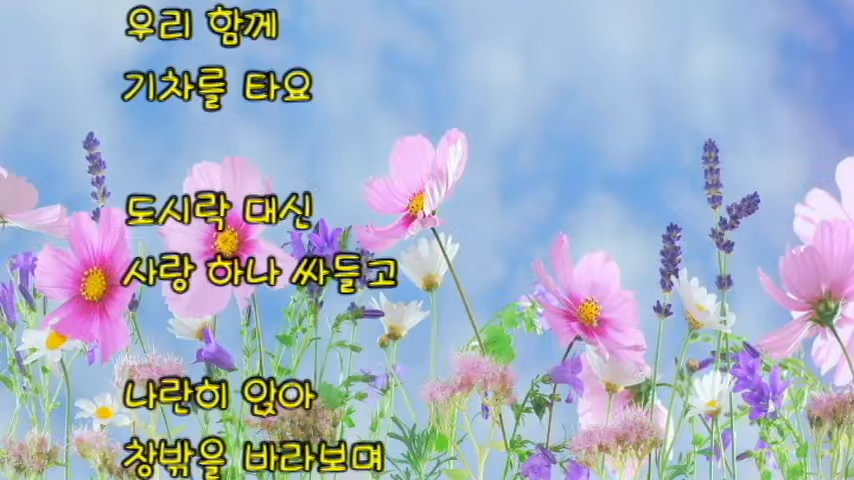 우리 함께
기차를 타요
도시락 대신
사랑 하나 싸들고
나란히 앉아
창밖을 바라보며